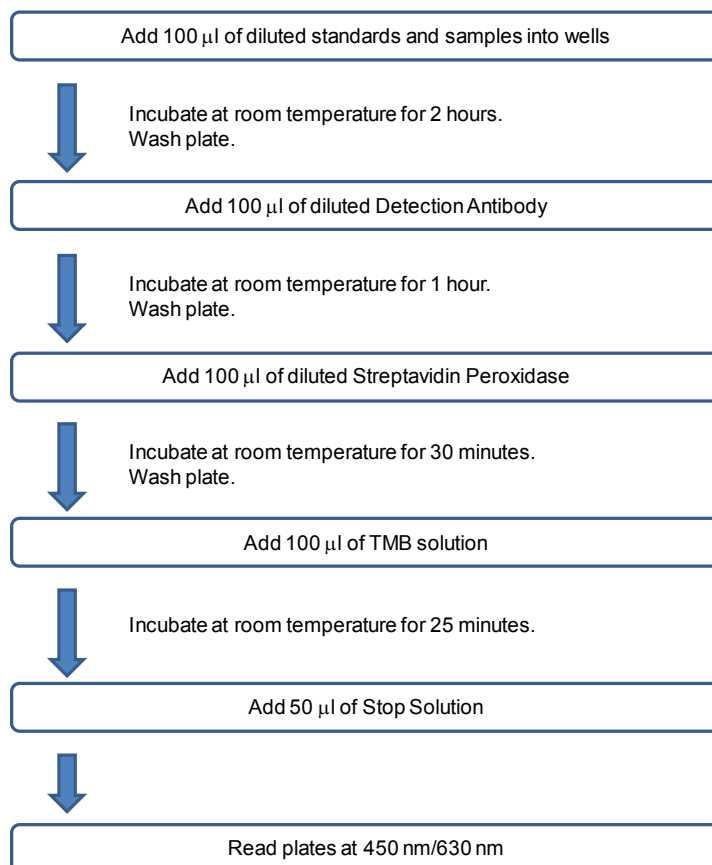 Add 100 μl of diluted standards and samples into wells
Incubate at room temperature for 2 hours.
Wash plate.
Add 100 μl of diluted Detection Antibody
Incubate at room temperature for 1 hour.
Wash plate.
Add 100 μl of diluted Streptavidin Peroxidase
Incubate at room temperature for 30 minutes.
Wash plate.
Add 100 μl of TMB solution
Incubate at room temperature for 25 minutes.
Add 50 μl of Stop Solution
Read plates at 450 nm/630 nm